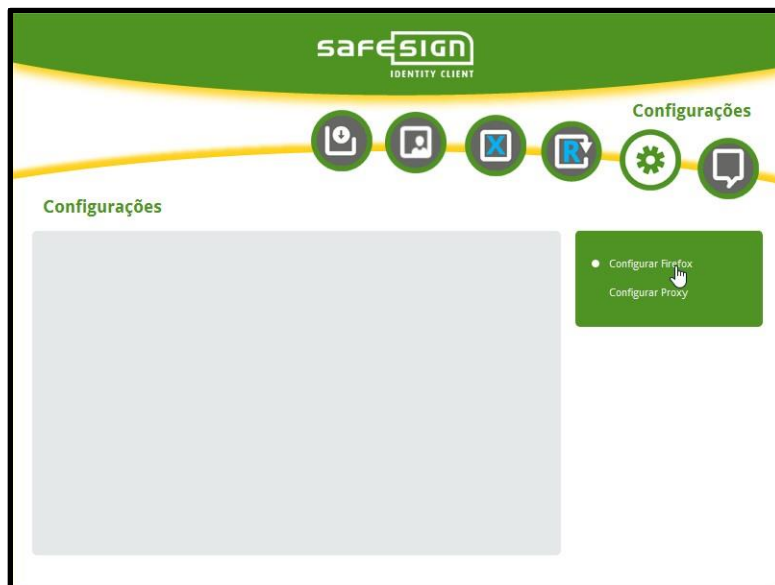 safesign
IDENTITY CLIENT
Configurações
X
R
Configurações
Configurar Firefox
Configurar Proxy